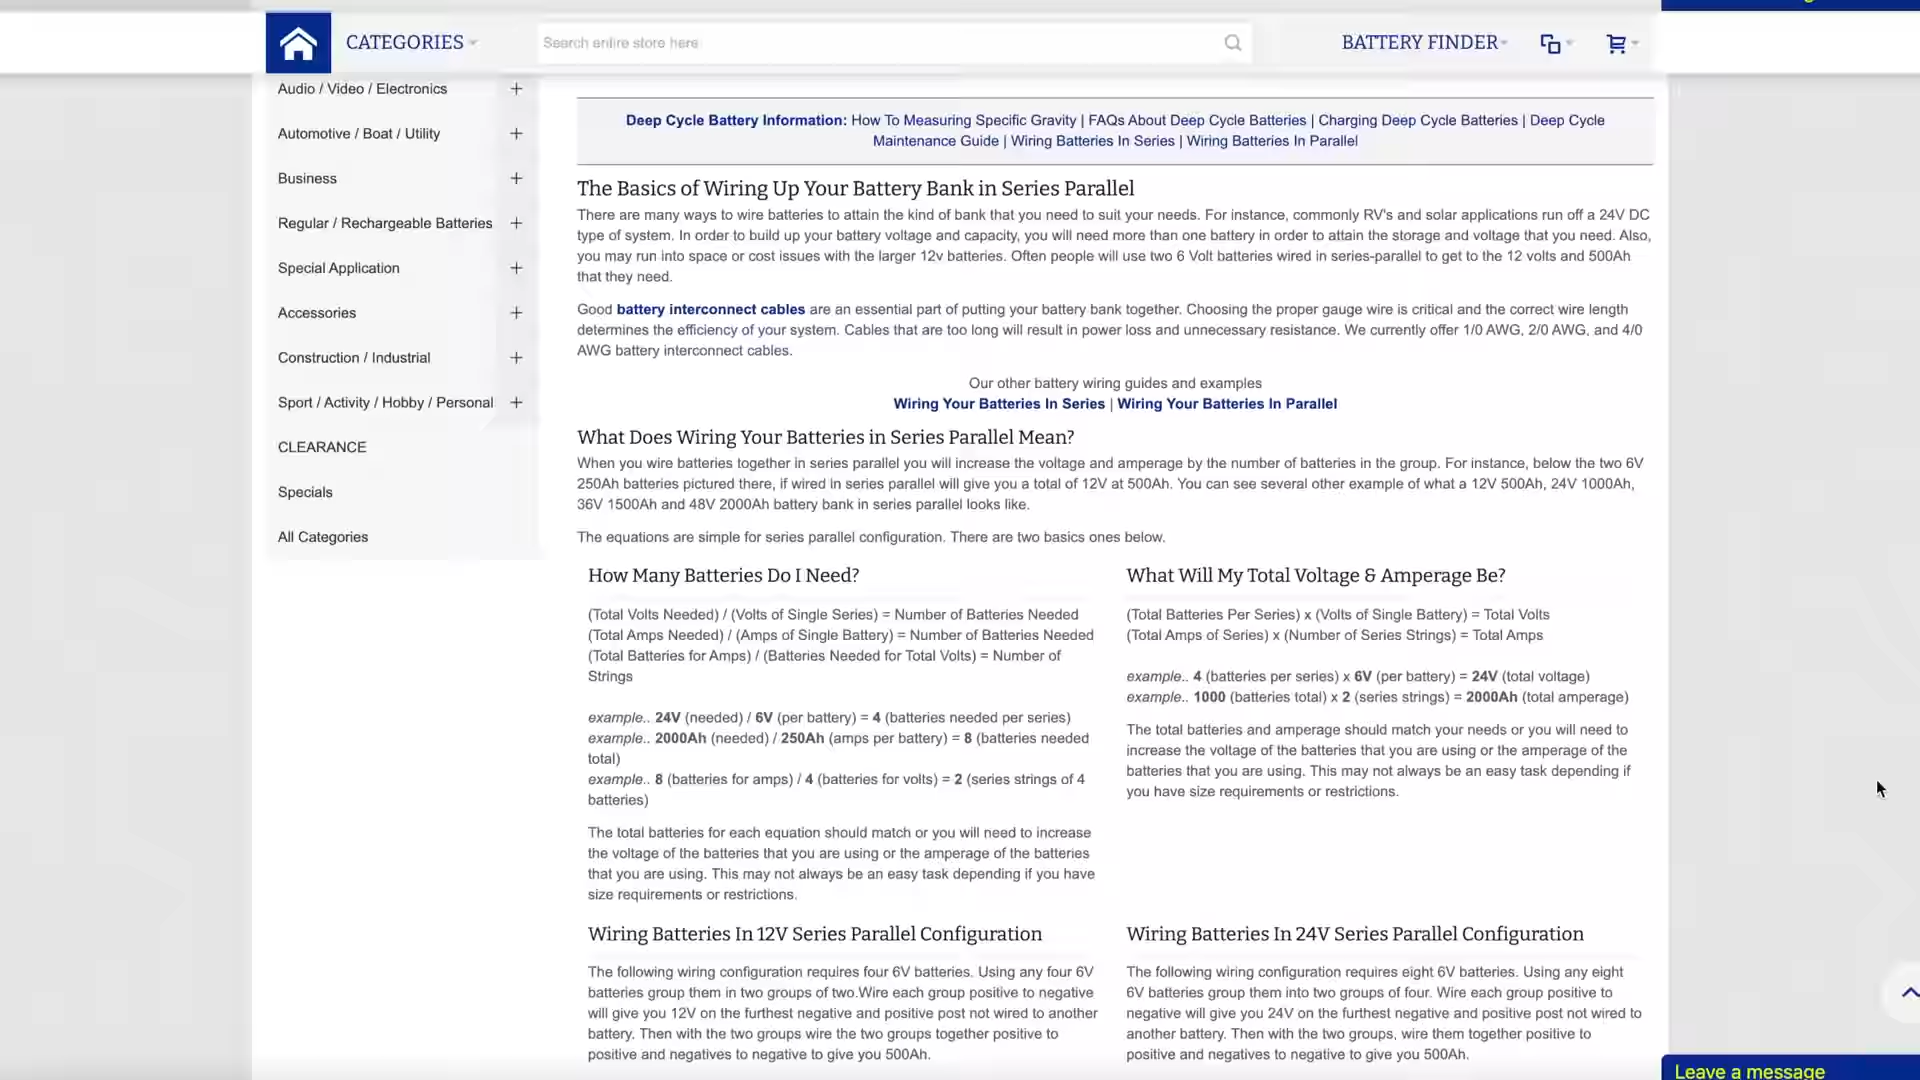 CATEGORIES
Search entire store here
BATTERY FINDER
Audio / Video / Electronics
Automotive / Boat / Utility
Business
Regular / Rechargeable Batteries
Special Application
Accessories
Construction / Industrial
Sport / Activity / Hobby / Personal
CLEARANCE
Specials
All Categories
Deep Cycle Battery Information: How To Measuring Specific Gravity | FAQs About Deep Cycle Batteries | Charging Deep Cycle Batteries | Deep Cycle
Maintenance Guide | Wiring Batteries In Series | Wiring Batteries In Parallel
The Basics of Wiring Up Your Battery Bank in Series Parallel
There are many ways to wire batteries to attain the kind of bank that you need to suit your needs. For instance, commonly RV's and solar applications run off a 24V DC
type of system. In order to build up your battery voltage and capacity, you will need more than one battery in order to attain the storage and voltage that you need. Also,
you may run into space or cost issues with the larger 12v batteries. Often people will use two 6 Volt batteries wired in series-parallel to get to the 12 volts and 500Ah
that they need.
Good battery interconnect cables are an essential part of putting your battery bank together. Choosing the proper gauge wire is critical and the correct wire length
determines the efficiency of your system. Cables that are too long will result in power loss and unnecessary resistance. We currently offer 1/0 AWG, 2/0 AWG, and 4/0
AWG battery interconnect cables.
Our other battery wiring guides and examples
Wiring Your Batteries In Series | Wiring Your Batteries In Parallel
What Does Wiring Your Batteries in Series Parallel Mean?
When you wire batteries together in series parallel you will increase the voltage and amperage by the number of batteries in the group. For instance, below the two 6V
250Ah batteries pictured there, if wired in series parallel will give you a total of 12V at 500Ah. You can see several other example of what a 12V 500Ah, 24V 1000Ah,
36V 1500Ah and 48V 2000Ah battery bank in series parallel looks like.
The equations are simple for series parallel configuration. There are two basics ones below.
How Many Batteries Do I Need?
(Total Volts Needed) / (Volts of Single Series) = Number of Batteries Needed
(Total Amps Needed) / (Amps of Single Battery) = Number of Batteries Needed
(Total Batteries for Amps) / (Batteries Needed for Total Volts) = Number of
Strings
example.. 24V (needed) / 6V (per battery) = 4 (batteries needed per series)
example.. 2000Ah (needed) / 250Ah (amps per battery) = 8 (batteries needed
total)
example.. 8 (batteries for amps) / 4 (batteries for volts) = 2 (series strings of 4
batteries)
The total batteries for each equation should match or you will need to increase
the voltage of the batteries that you are using or the amperage of the batteries
that you are using. This may not always be an easy task depending if you have
size requirements or restrictions.
What Will My Total Voltage & Amperage Be?
(Total Batteries Per Series) x (Volts of Single Battery) = Total Volts
(Total Amps of Series) x (Number of Series Strings) = Total Amps
example.. 4 (batteries per series) x 6V (per battery) = 24V (total voltage)
example.. 1000 (batteries total) x 2 (series strings) = 2000Ah (total amperage)
The total batteries and amperage should match your needs or you will need to
increase the voltage of the batteries that you are using or the amperage of the
batteries that you are using. This may not always be an easy task depending if
you have size requirements or restrictions.
Wiring Batteries In 12V Series Parallel Configuration
The following wiring configuration requires four 6V batteries. Using any four 6V
batteries group them in two groups of two.Wire each group positive to negative
will give you 12V on the furthest negative and positive post not wired to another
battery. Then with the two groups wire the two groups together positive to
positive and negatives to negative to give you 500Ah.
Wiring Batteries In 24V Series Parallel Configuration
The following wiring configuration requires eight 6V batteries. Using any eight
6V batteries group them into two groups of four. Wire each group positive to
negative will give you 24V on the furthest negative and positive post not wired to
another battery. Then with the two groups, wire them together positive to
positive and negatives to negative to give you 500Ah.
Leave a message